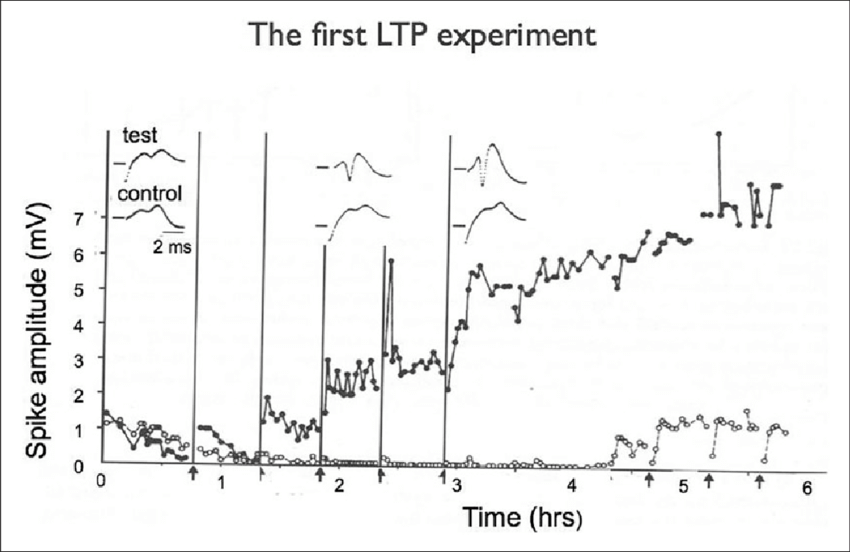 The first LTP experiment
test
control
2 ms
Spike amplitude (mV)
7
6
5
4
3
2
1
0
0 1 2 3 4 5 6
Time (hrs)